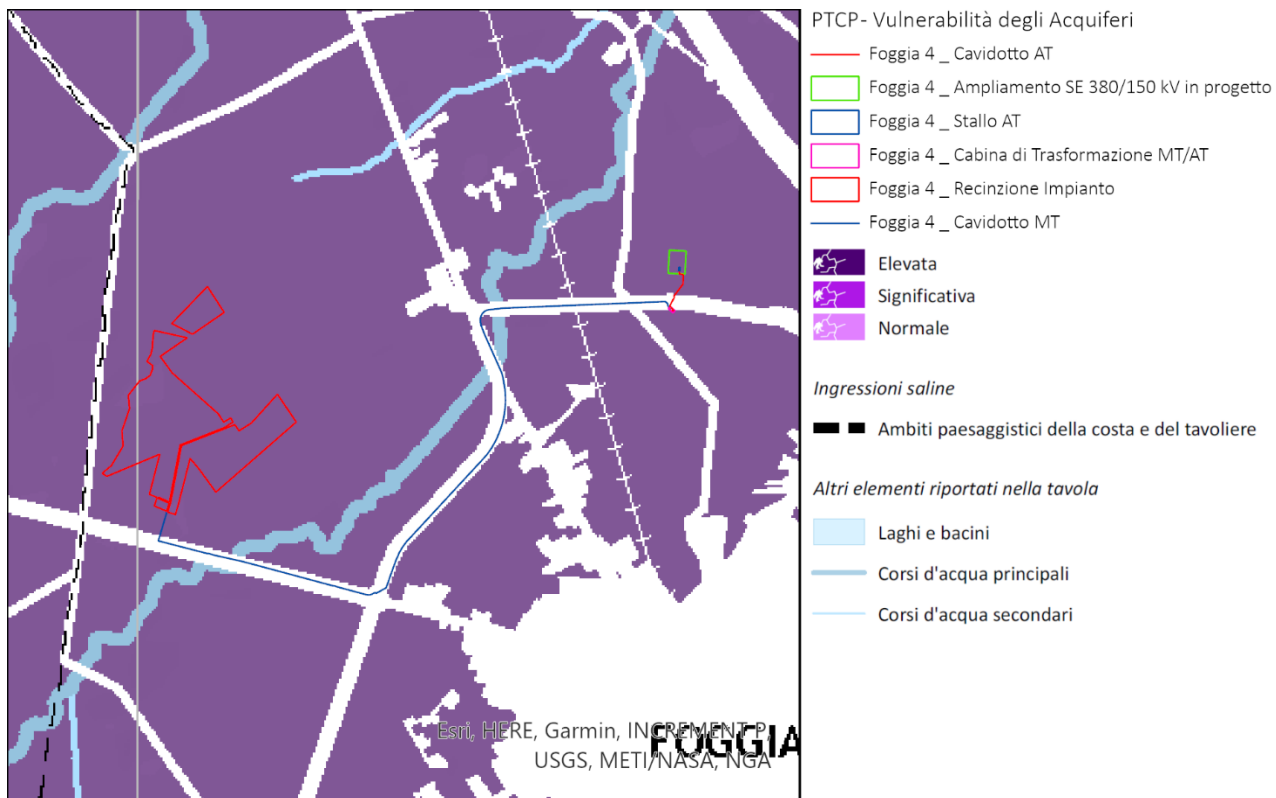 PTCP - Vulnerabilità degli Acquiferi
Foggia 4 _ Cavidotto AT
Foggia 4 _ Ampliamento SE 380/150 kV in progetto
Foggia 4 _ Stallo AT
Foggia 4 _ Cabina di Trasformazione MT/AT
Foggia 4 _ Recinzione Impianto
Foggia 4 _ Cavidotto MT
Elevata
Significativa
Normale
Ingressioni saline
Ambiti paesaggistici della costa e del tavoliere
Altri elementi riportati nella tavola
Laghi e bacini
Corsi d'acqua principali
Corsi d'acqua secondari
Esri, HERE, Garmin, INCREMENT P,
USGS, METI/NASA, NGA
FOGGIA